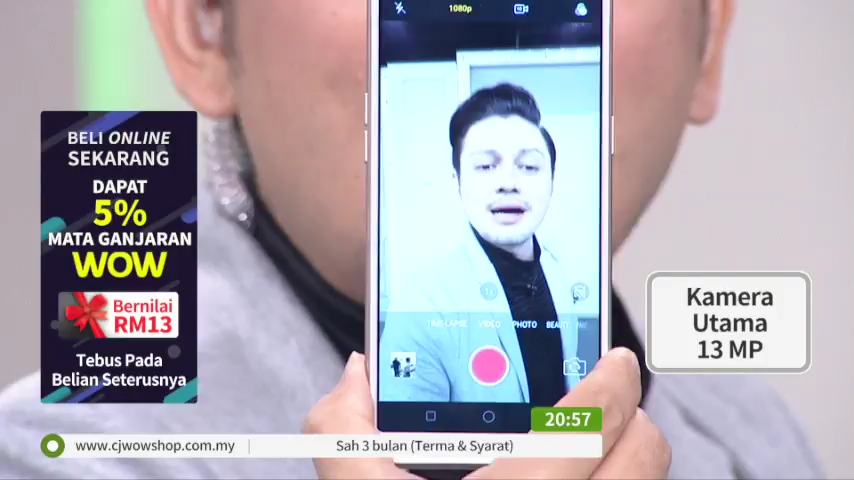 1080p
BELI ONLINE
SEKARANG
DAPAT
5%
MATA GANJARAN
WOW
Bernilai
RM13
Tebus Pada
Belian Seterusnya
Kamera
Utama
13 MP
TIME-LAPSE VIDEO PHOTO BEAUTY
20:57
www.cjwowshop.com.my
Sah 3 bulan (Terma & Syarat)